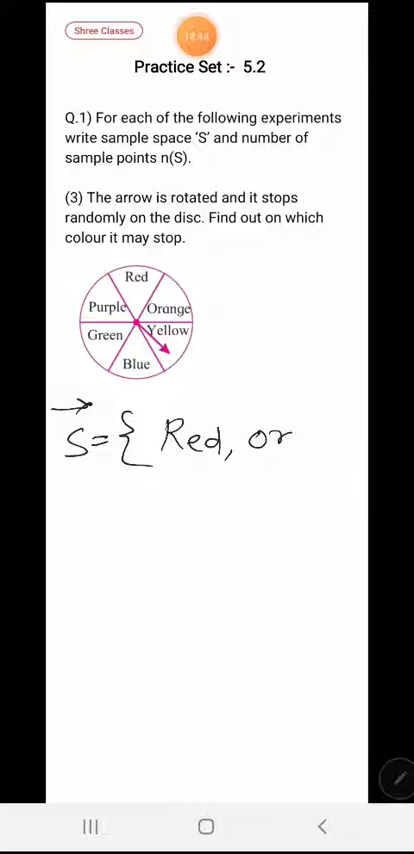 Shree Classes
Practice Set :- 5.2
Q.1) For each of the following experiments
write sample space 'S' and number of
sample points n(S).
(3) The arrow is rotated and it stops
randomly on the disc. Find out on which
colour it may stop.
Red
Purple Orange
Green Yellow
Blue
S={ Red, or